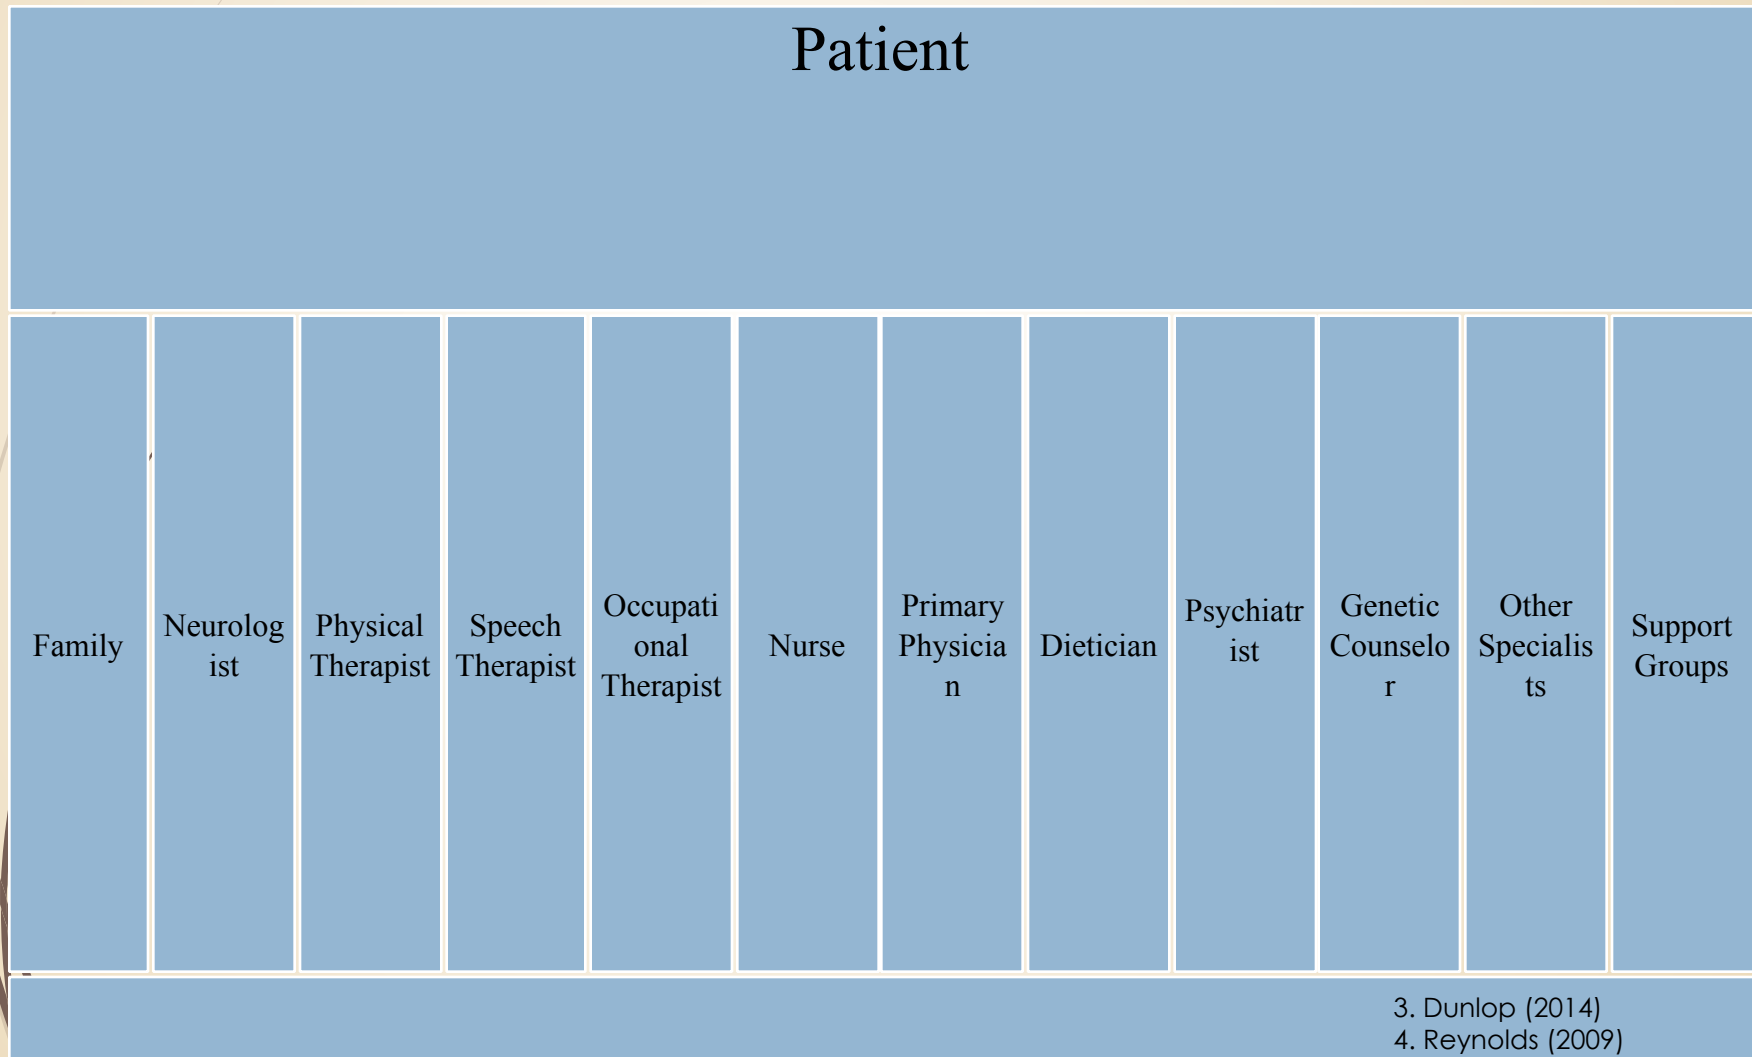 Patient
Family
Neurolog
ist
Physical
Therapist
Speech
Therapist
Occupati
onal
Therapist
Nurse
Primary
Physicia
n
Dietician
Psychiatr
ist
Genetic
Counselo
r
Other
Specialis
ts
Support
Groups
3. Dunlop (2014)
4. Reynolds (2009)